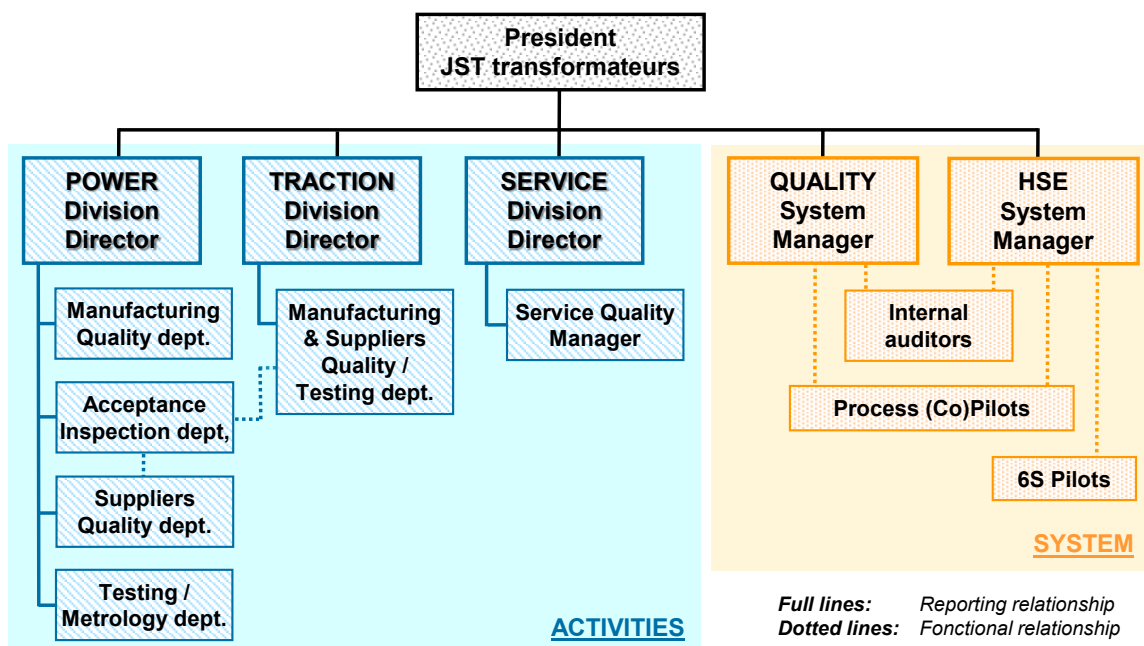 President
JST transformateurs
POWER
Division
Director
TRACTION
Division
Director
SERVICE
Division
Director
QUALITY
System
Manager
HSE
System
Manager
Manufacturing
Quality dept.
Acceptance
Inspection dept,
Suppliers
Quality dept.
Testing /
Metrology dept.
Manufacturing
& Suppliers
Quality /
Testing dept.
Service Quality
Manager
Internal
auditors
Process (Co)Pilots
6S Pilots
ACTIVITIES
SYSTEM
Full lines: Reporting relationship
Dotted lines: Fonctional relationship